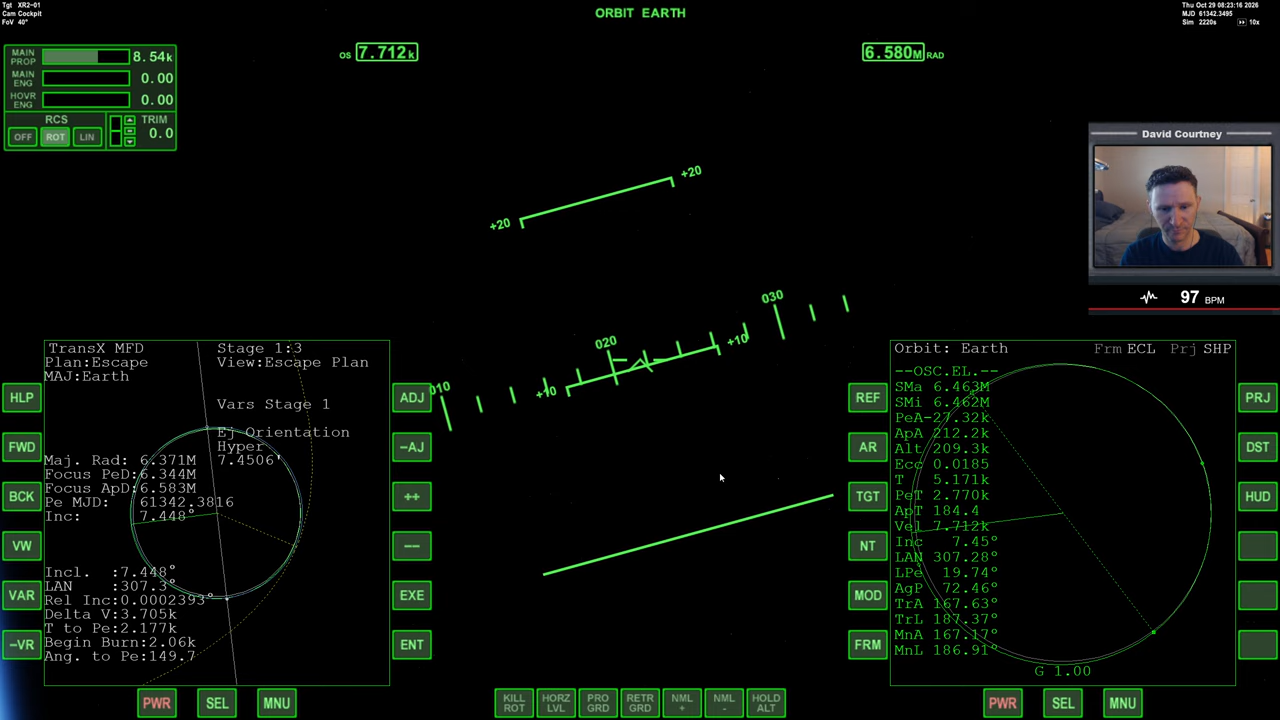 Tgt XR2-01
Cam Cockpit
FoV 40°
ORBIT EARTH
Thu Oct 29 08:23:16 2026
MJD 61342.3495
Sim 2220s 10x
MAIN PROP 8.54k
MAIN ENG 0.00
HOVR ENG 0.00
RCS
TRIM
0.0
OFF ROT LIN
OS 7.712k
6.580M RAD
David Courtney
97 BPM
+20 +20
030
020
010
+10 +10
TransX MFD Stage 1:3
Plan:Escape View:Escape Plan
MAJ:Earth
Vars Stage 1
Ej Orientation
Hyper
7.4506'
Maj. Rad: 6.371M
Focus PeD:6.344M
Focus ApD:6.583M
Pe MJD: 61342.3816
Inc: 7.448°
Incl. :7.448°
LAN :307.3°
Rel Inc:0.0002393°
Delta V:3.705k
T to Pe:2.177k
Begin Burn:2.06k
Ang. to Pe:149.7
HLP
FWD
BCK
VW
VAR
-VR
ADJ
-AJ
++
--
EXE
ENT
PWR SEL MNU
KILL ROT
HORZ LVL
PRO GRD
RETR GRD
NML +
NML -
HOLD ALT
Orbit: Earth Frm ECL Prj SHP
--OSC.EL.--
SMa 6.463M
SMi 6.462M
PeA-27.32k
ApA 212.2k
Alt 209.3k
Ecc 0.0185
T 5.171k
PeT 2.770k
ApT 184.4
Vel 7.712k
Inc 7.45°
LAN 307.28°
LPe 19.74°
AgP 72.46°
TrA 167.63°
TrL 187.37°
MnA 167.17°
MnL 186.91°
G 1.00
REF
AR
TGT
NT
MOD
FRM
PRJ
DST
HUD
PWR SEL MNU